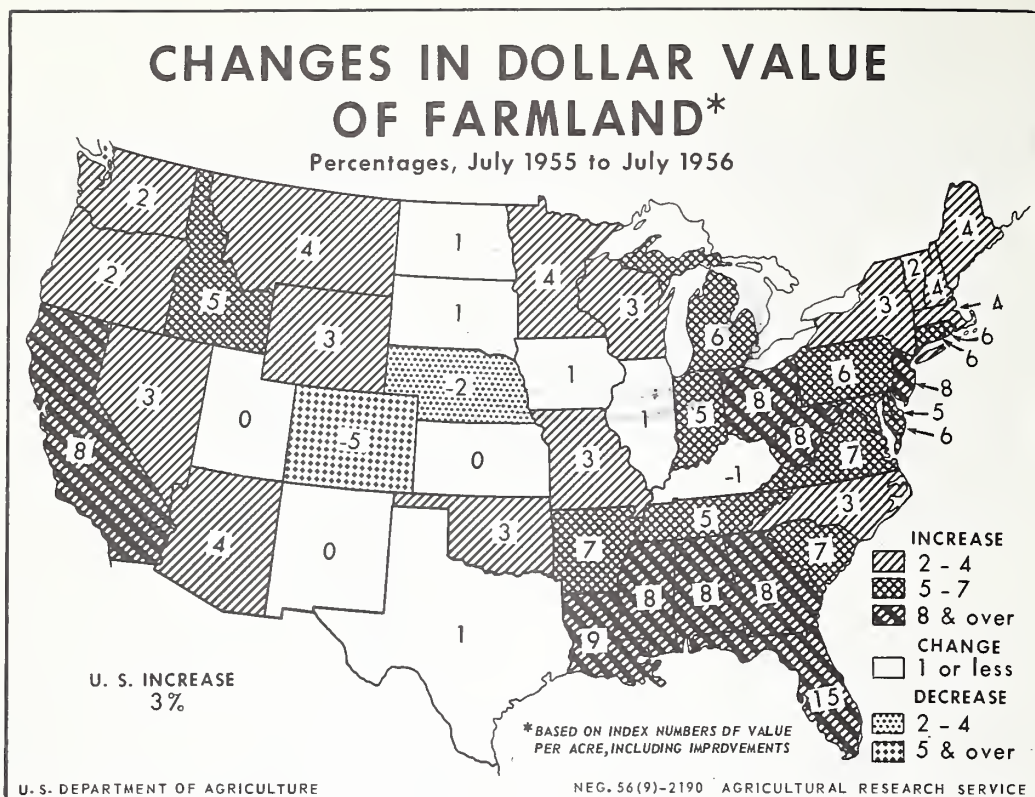 CHANGES IN DOLLAR VALUE
OF FARMLAND*
Percentages, July 1955 to July 1956
2
2
5
4
3
1
1
-2
4
3
1
3
8
0
-5
0
1
3
6
5
8
-1
4
0
3
1
7
5
9
8
8
8
15
7
3
7
8
6
3
2
4
4
4
6
6
8
5
6
INCREASE
2 - 4
5 - 7
8 & over
CHANGE
1 or less
DECREASE
2 - 4
5 & over
U. S. INCREASE
3%
*BASED ON INDEX NUMBERS DF VALUE
PER ACRE, INCLUDING IMPRDVEMENTS
U. S. DEPARTMENT OF AGRICULTURE
NEG. 56(9)-2190 AGRICULTURAL RESEARCH SERVICE